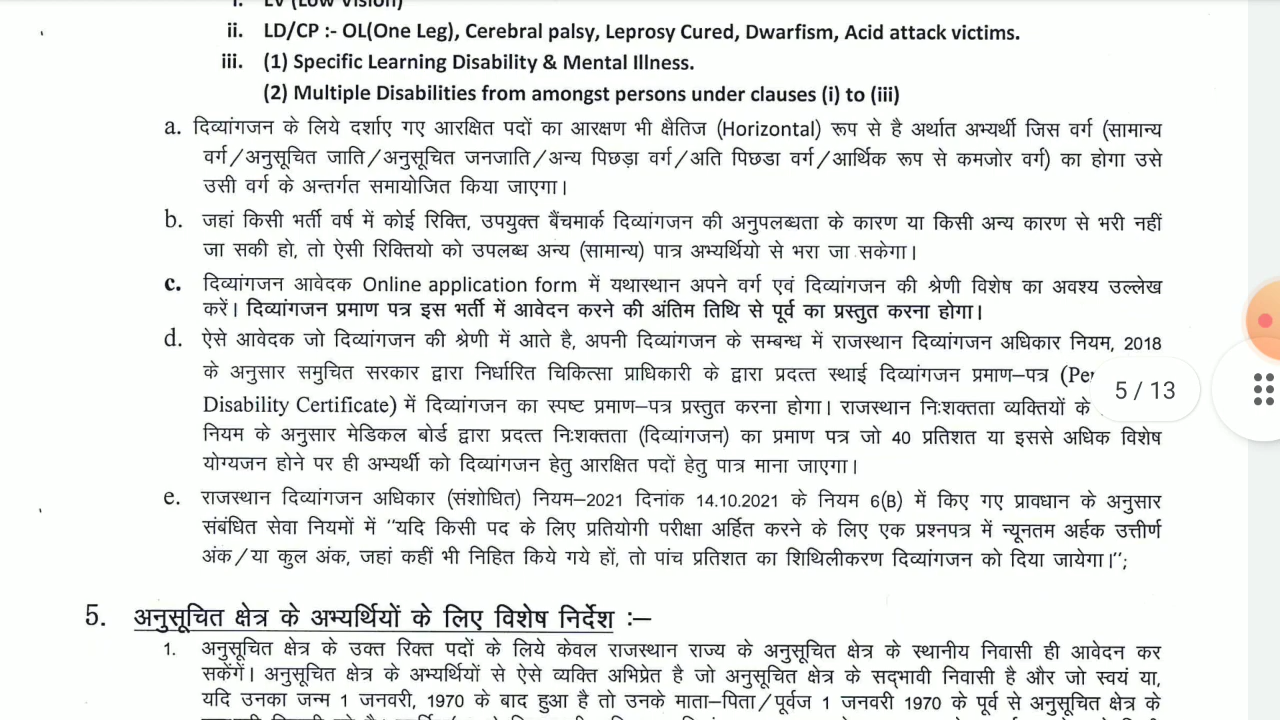 i. LV (Low Vision)
ii. LD/CP :- OL(One Leg), Cerebral palsy, Leprosy Cured, Dwarfism, Acid attack victims.
iii. (1) Specific Learning Disability & Mental Illness.
(2) Multiple Disabilities from amongst persons under clauses (i) to (iii)
a. दिव्यांगजन के लिये दर्शाए गए आरक्षित पदों का आरक्षण भी क्षैतिज (Horizontal) रूप से है अर्थात अभ्यर्थी जिस वर्ग (सामान्य
वर्ग/अनुसूचित जाति/अनुसूचित जनजाति/अन्य पिछड़ा वर्ग/अति पिछडा वर्ग/आर्थिक रूप से कमजोर वर्ग) का होगा उसे
उसी वर्ग के अन्तर्गत समायोजित किया जाएगा।
b. जहां किसी भर्ती वर्ष में कोई रिक्ति, उपयुक्त बैंचमार्क दिव्यांगजन की अनुपलब्धता के कारण या किसी अन्य कारण से भरी नहीं
जा सकी हो, तो ऐसी रिक्तियो को उपलब्ध अन्य (सामान्य) पात्र अभ्यर्थियो से भरा जा सकेगा।
c. दिव्यांगजन आवेदक Online application form में यथास्थान अपने वर्ग एवं दिव्यांगजन की श्रेणी विशेष का अवश्य उल्लेख
करें। दिव्यांगजन प्रमाण पत्र इस भर्ती में आवेदन करने की अंतिम तिथि से पूर्व का प्रस्तुत करना होगा।
d. ऐसे आवेदक जो दिव्यांगजन की श्रेणी में आते है, अपनी दिव्यांगजन के सम्बन्ध में राजस्थान दिव्यांगजन अधिकार नियम, 2018
के अनुसार समुचित सरकार द्वारा निर्धारित चिकित्सा प्राधिकारी के द्वारा प्रदत्त स्थाई दिव्यांगजन प्रमाण–पत्र (Per
5 / 13
Disability Certificate) में दिव्यांगजन का स्पष्ट प्रमाण–पत्र प्रस्तुत करना होगा। राजस्थान निःशक्तता व्यक्तियों के
नियम के अनुसार मेडिकल बोर्ड द्वारा प्रदत्त निःशक्तता (दिव्यांगजन) का प्रमाण पत्र जो 40 प्रतिशत या इससे अधिक विशेष
योग्यजन होने पर ही अभ्यर्थी को दिव्यांगजन हेतु आरक्षित पदों हेतु पात्र माना जाएगा।
e. राजस्थान दिव्यांगजन अधिकार (संशोधित) नियम–2021 दिनांक 14.10.2021 के नियम 6(B) में किए गए प्रावधान के अनुसार
संबंधित सेवा नियमों में "यदि किसी पद के लिए प्रतियोगी परीक्षा अर्हित करने के लिए एक प्रश्नपत्र में न्यूनतम अर्हक उत्तीर्ण
अंक/या कुल अंक, जहां कहीं भी निहित किये गये हों, तो पांच प्रतिशत का शिथिलीकरण दिव्यांगजन को दिया जायेगा।";
5. अनुसूचित क्षेत्र के अभ्यर्थियों के लिए विशेष निर्देश :–
1. अनुसूचित क्षेत्र के उक्त रिक्त पदों के लिये केवल राजस्थान राज्य के अनुसूचित क्षेत्र के स्थानीय निवासी ही आवेदन कर
सकेंगे। अनुसूचित क्षेत्र के अभ्यर्थियों से ऐसे व्यक्ति अभिप्रेत है जो अनुसूचित क्षेत्र के सद्भावी निवासी है और जो स्वयं या,
यदि उनका जन्म 1 जनवरी, 1970 के बाद हुआ है तो उनके माता–पिता/पूर्वज 1 जनवरी 1970 के पूर्व से अनुसूचित क्षेत्र के